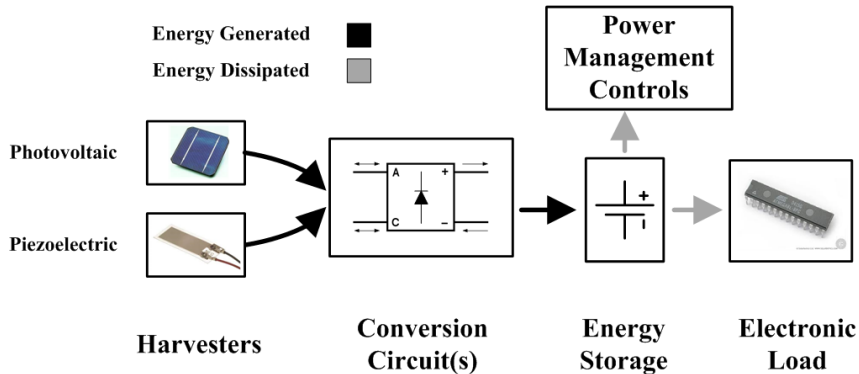 Energy Generated
Energy Dissipated
Power
Management
Controls
Photovoltaic
Piezoelectric
A
+
C
−
+
Harvesters
Conversion
Circuit(s)
Energy
Storage
Electronic
Load